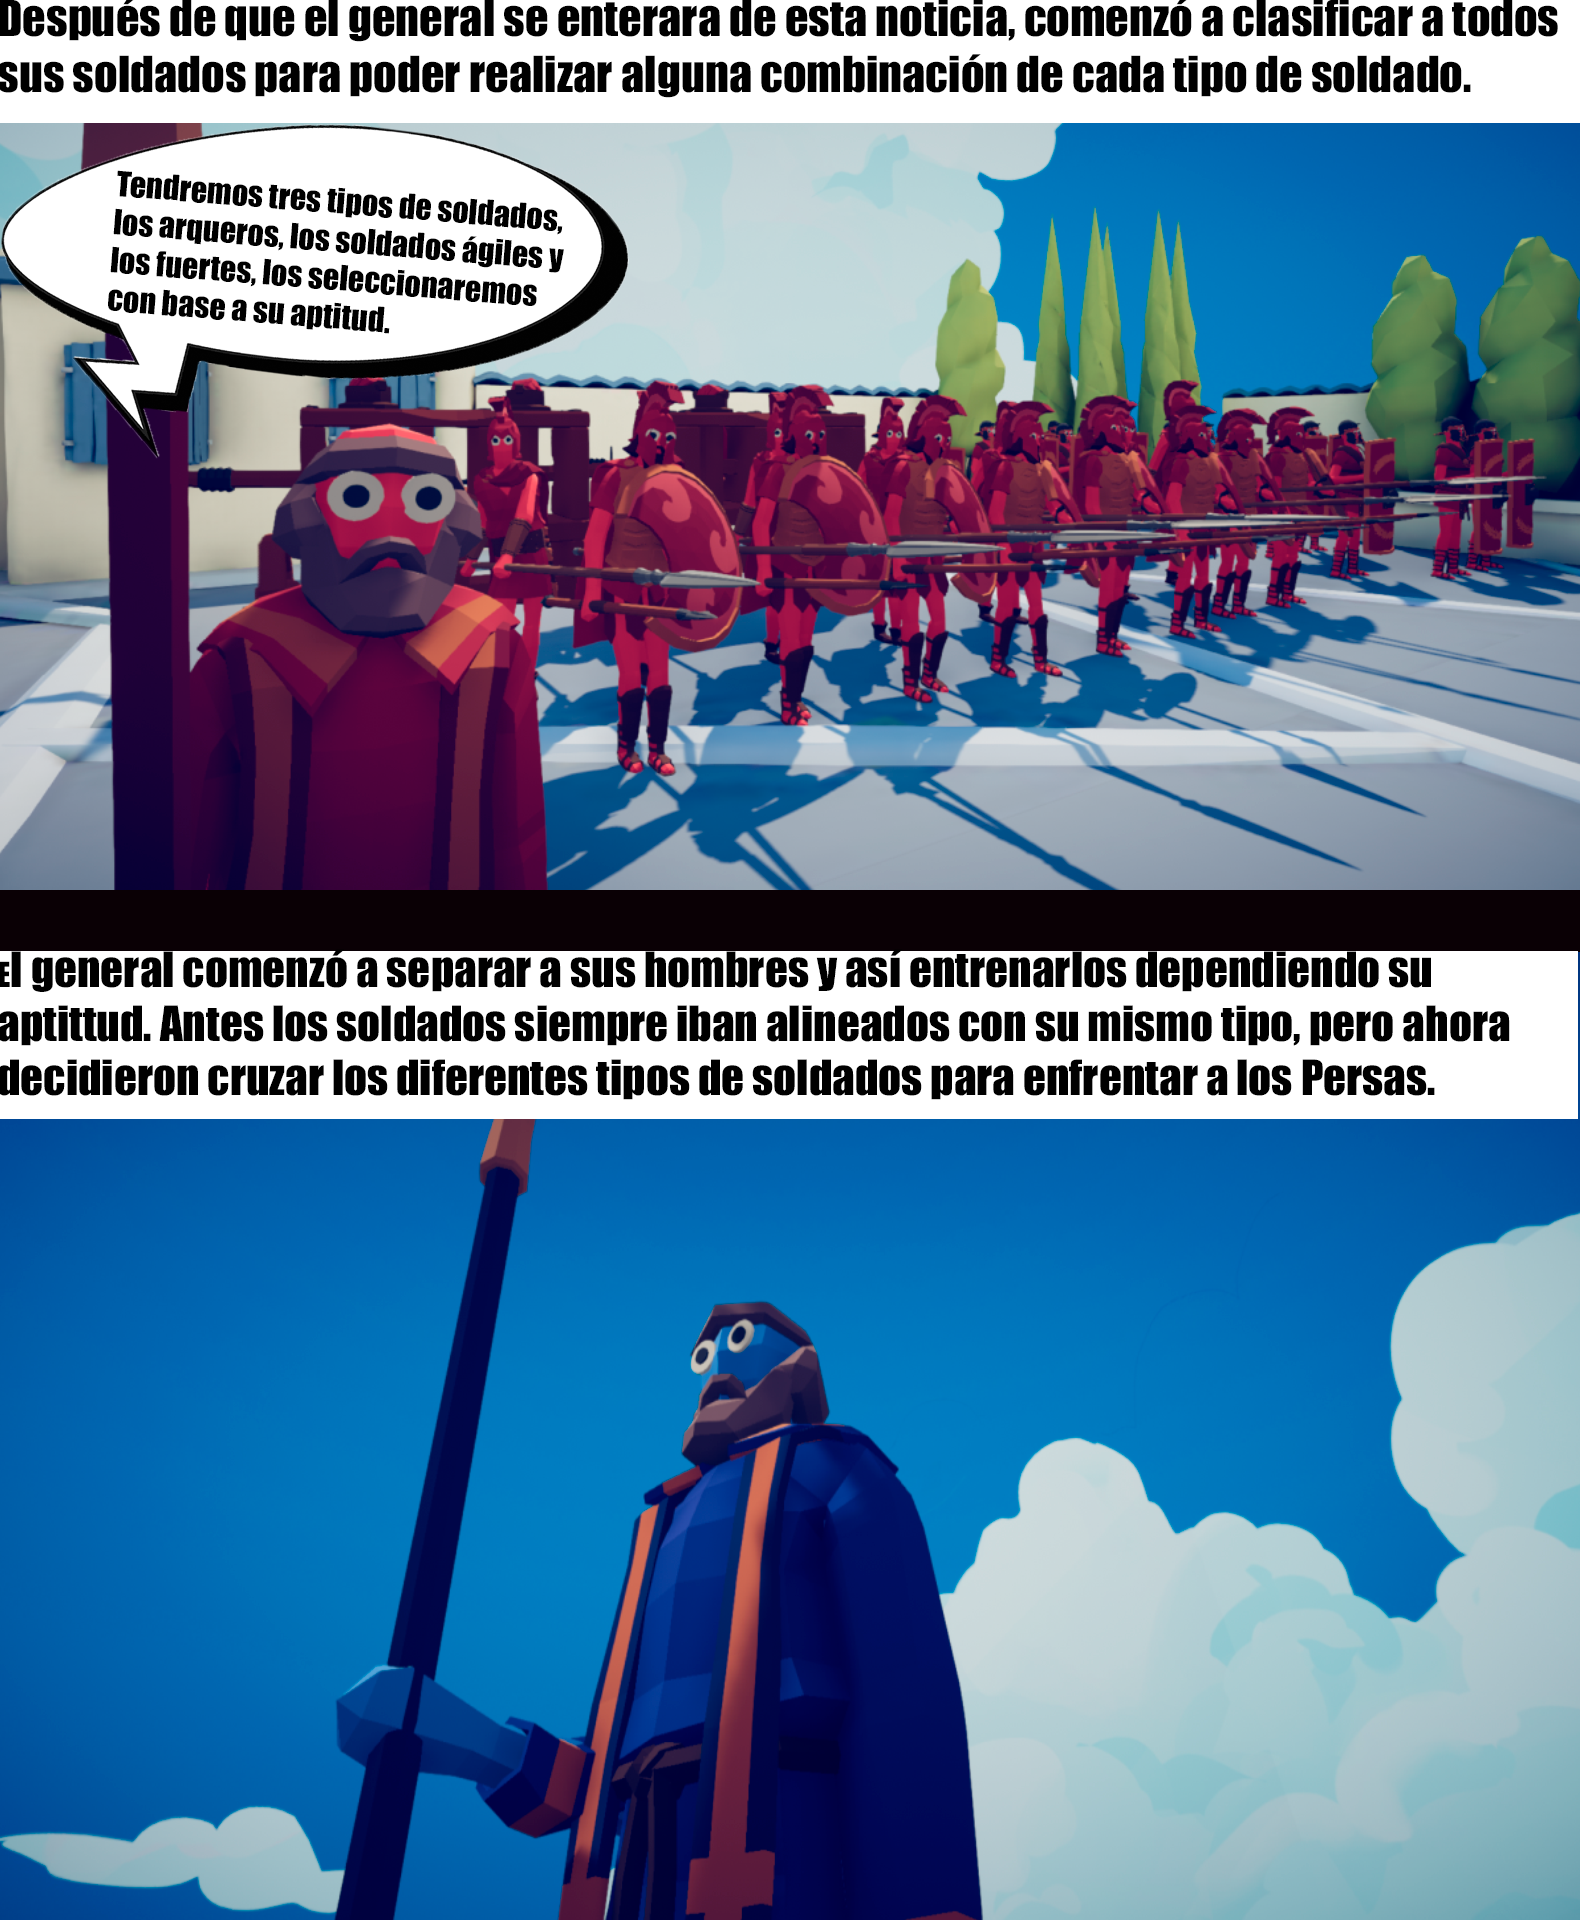 Después de que el general se enterara de esta noticia, comenzó a clasificar a todos
sus soldados para poder realizar alguna combinación de cada tipo de soldado.
Tendremos tres tipos de soldados,
los arqueros, los soldados ágiles y
los fuertes, los seleccionaremos
con base a su aptitud.
El general comenzó a separar a sus hombres y así entrenarlos dependiendo su
aptittud. Antes los soldados siempre iban alineados con su mismo tipo, pero ahora
decidieron cruzar los diferentes tipos de soldados para enfrentar a los Persas.